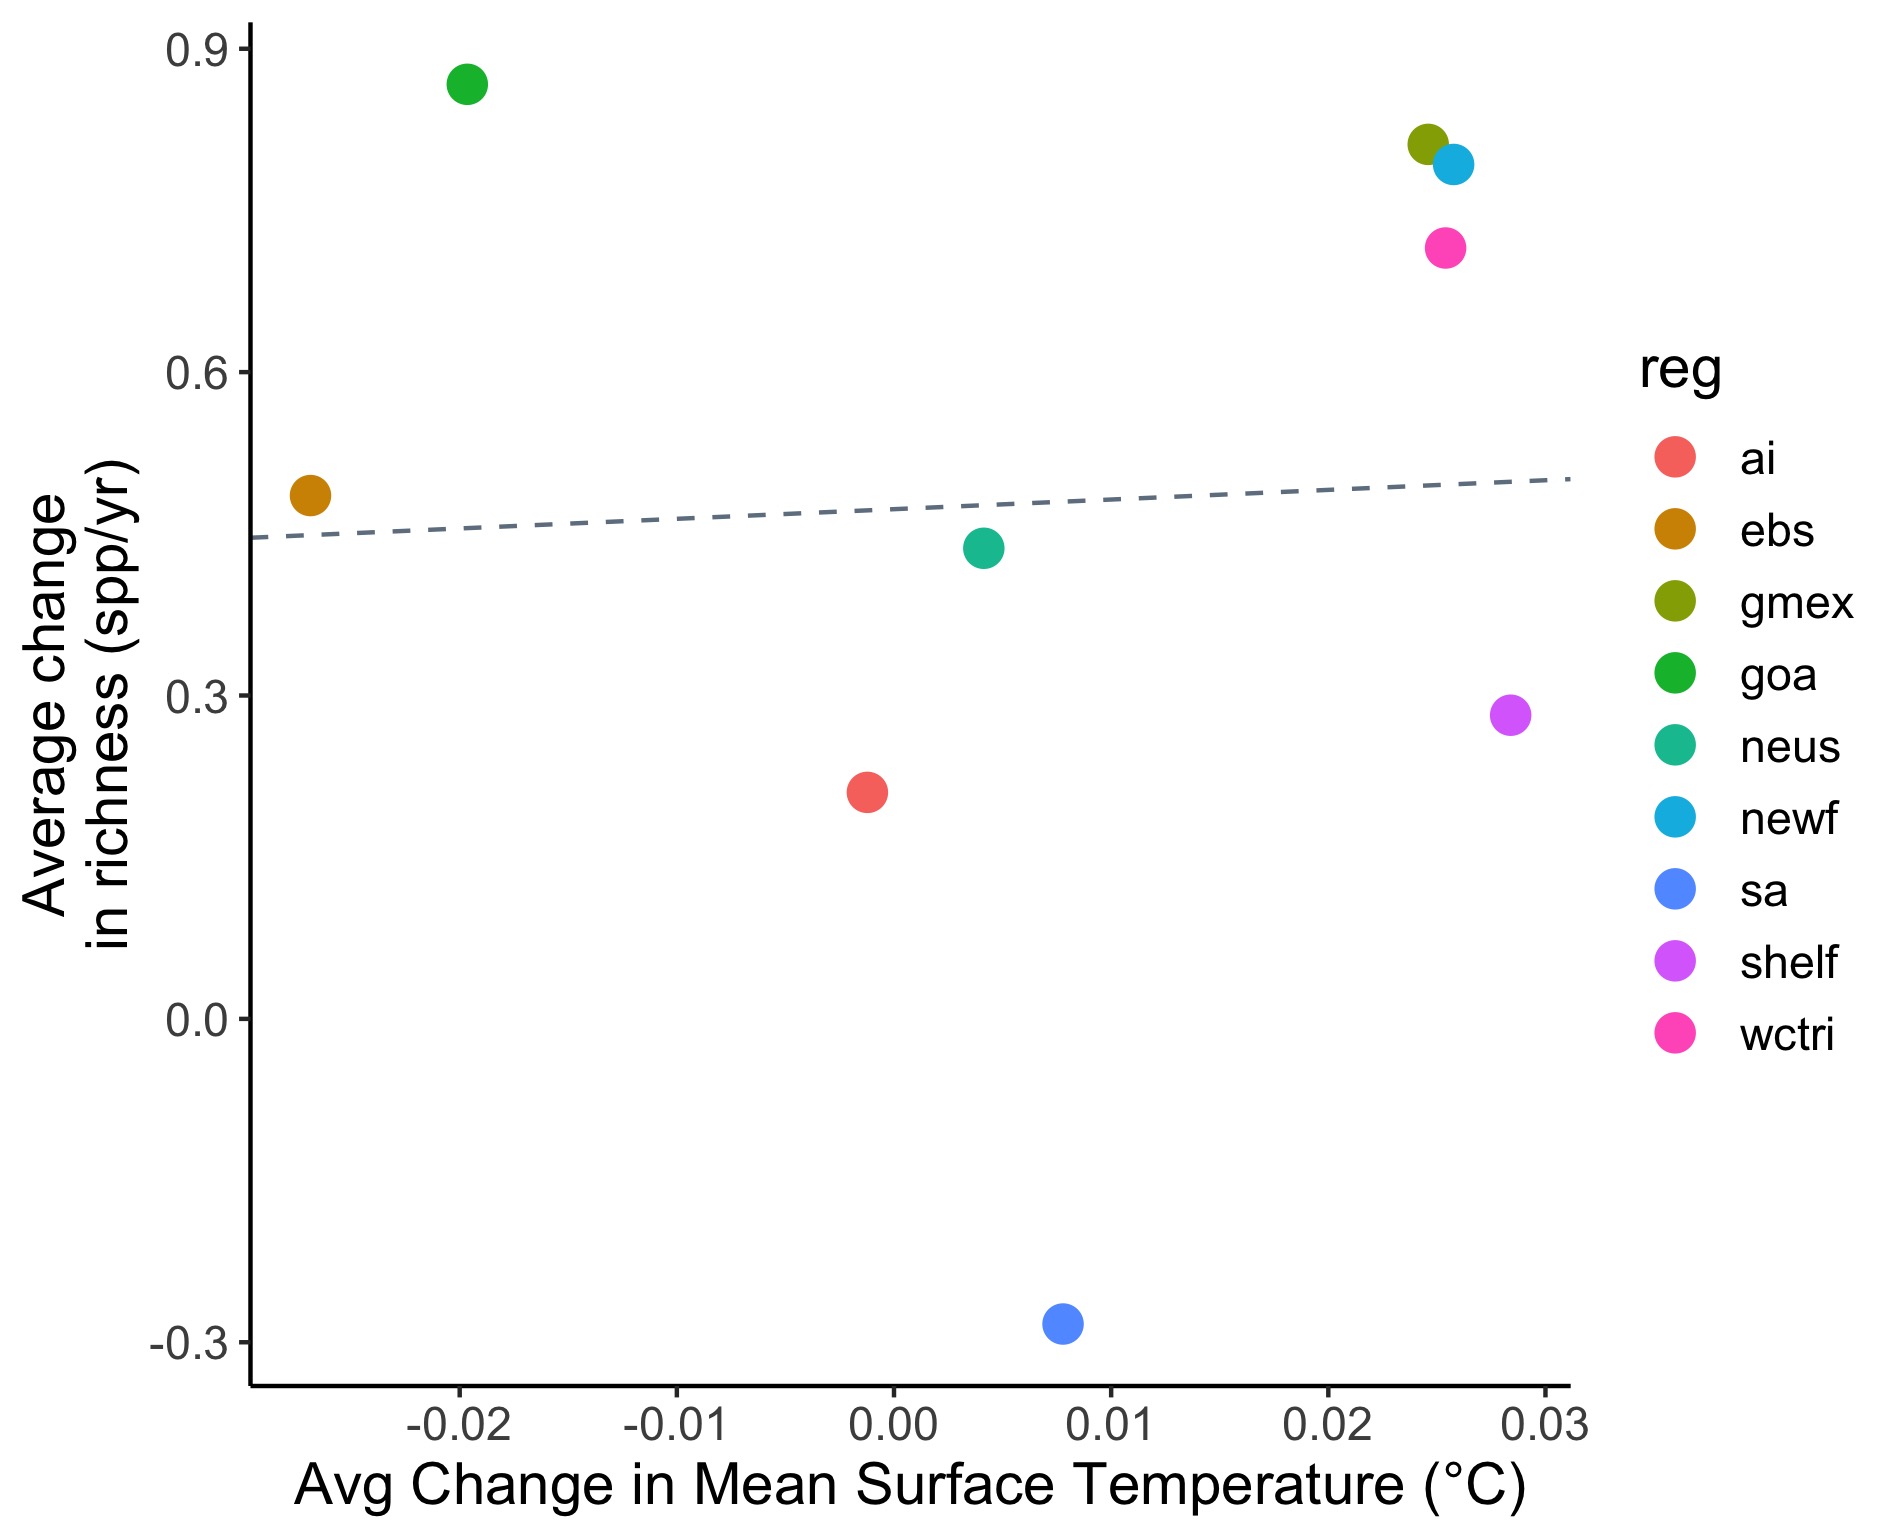 Average change
in richness (spp/yr)
0.9
0.6
0.3
0.0
-0.3
-0.02
-0.01
0.00
0.01
0.02
0.03
Avg Change in Mean Surface Temperature (°C)
reg
ai
ebs
gmex
goa
neus
newf
sa
shelf
wctri